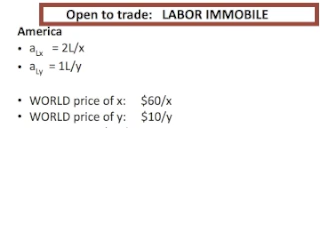 Open to trade: LABOR IMMOBILE
America
• aLx = 2L/x
• aLy = 1L/y
• WORLD price of x: $60/x
• WORLD price of y: $10/y